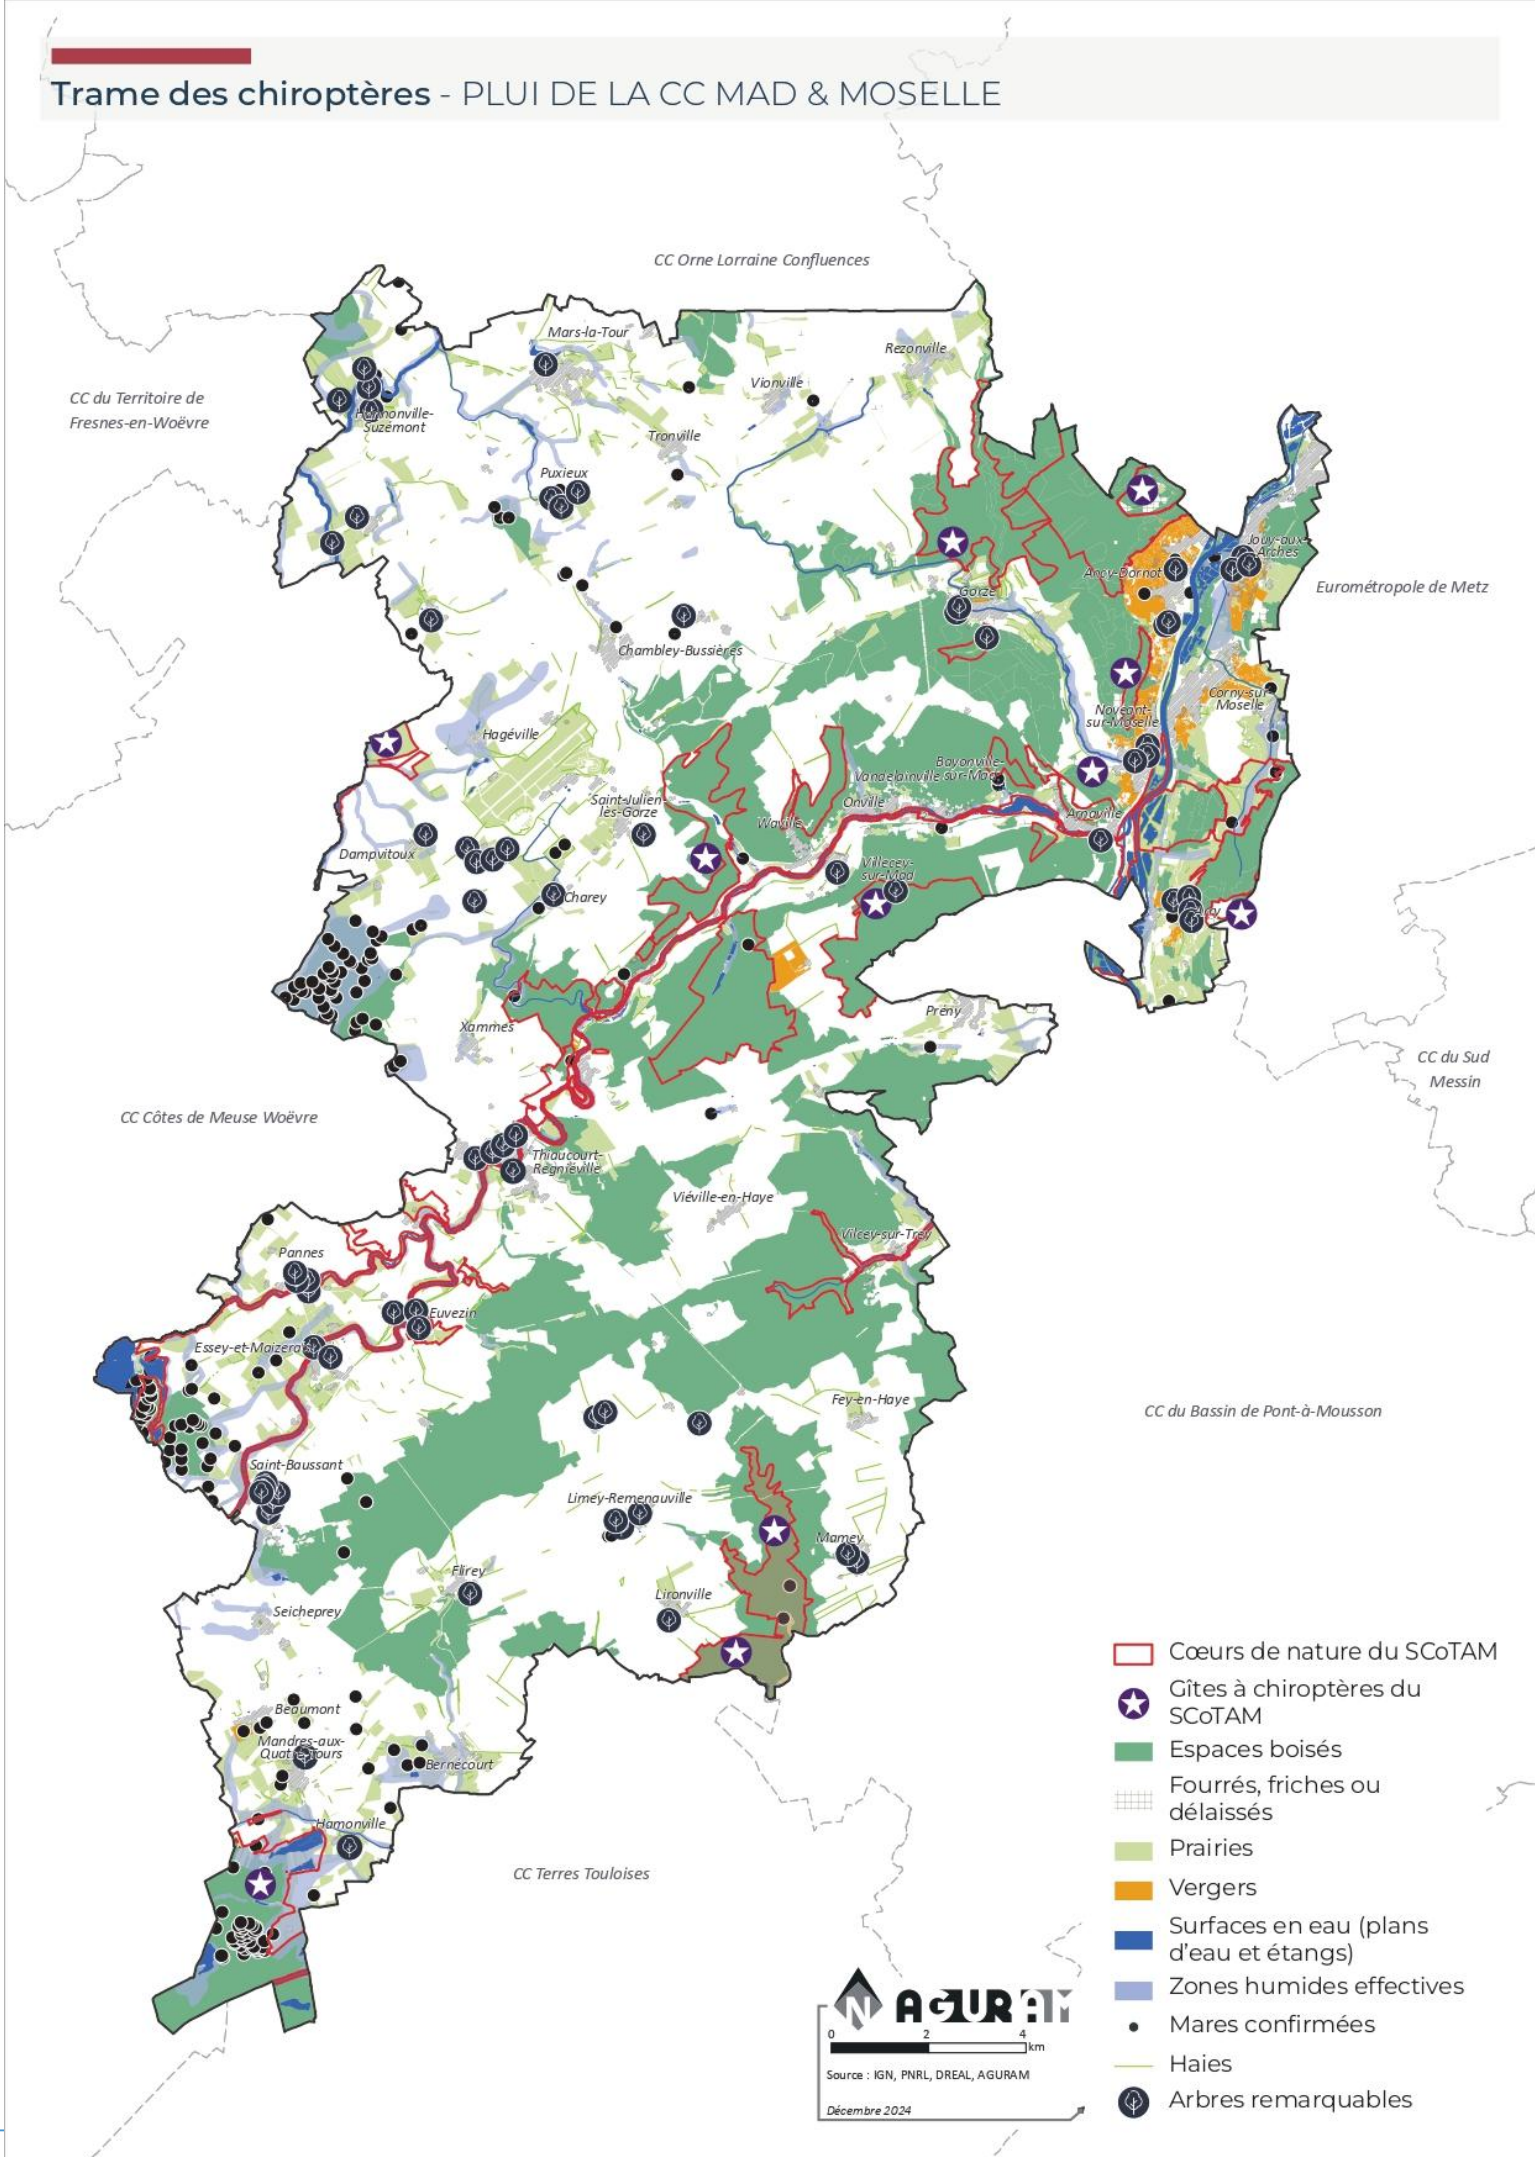 Trame des chiroptères - PLUI DE LA CC MAD & MOSELLE
CC Orne Lorraine Confluences
Mars-la-Tour
Rezonville
Vionville
CC du Territoire de
Fresnes-en-Woëvre
Hannonville-
Suzémont
Tronville
Puxieux
Jouy-aux-
Arches
Ancy-Dornot
Eurométropole de Metz
Gorze
Chambley-Bussières
Corny-sur-
Moselle
Novéant-
sur-Moselle
Hagéville
Bayonville-
sur-Mad
Vandelainville
Onville
Saint-Julien-
lès-Gorze
Arnaville
Waville
Dampvitoux
Villecey-
sur-Mad
Charey
Arry
Prény
Xammes
CC du Sud
Messin
CC Côtes de Meuse Woëvre
Thiaucourt-
Regniéville
Viéville-en-Haye
Vilcey-sur-Trey
Pannes
Euvezin
Essey-et-Maizerais
Fey-en-Haye
CC du Bassin de Pont-à-Mousson
Saint-Baussant
Limey-Remenauville
Mamey
Flirey
Lironville
Seicheprey
Beaumont
Mandres-aux-
Quatre-Tours
Bernécourt
Hamonville
CC Terres Touloises
Cœurs de nature du SCoTAM
Gîtes à chiroptères du
SCoTAM
Espaces boisés
Fourrés, friches ou
délaissés
Prairies
Vergers
Surfaces en eau (plans
d'eau et étangs)
Zones humides effectives
Mares confirmées
Haies
Arbres remarquables
N AGURAM
0 2 4
km
Source : IGN, PNRL, DREAL, AGURAM
Décembre 2024